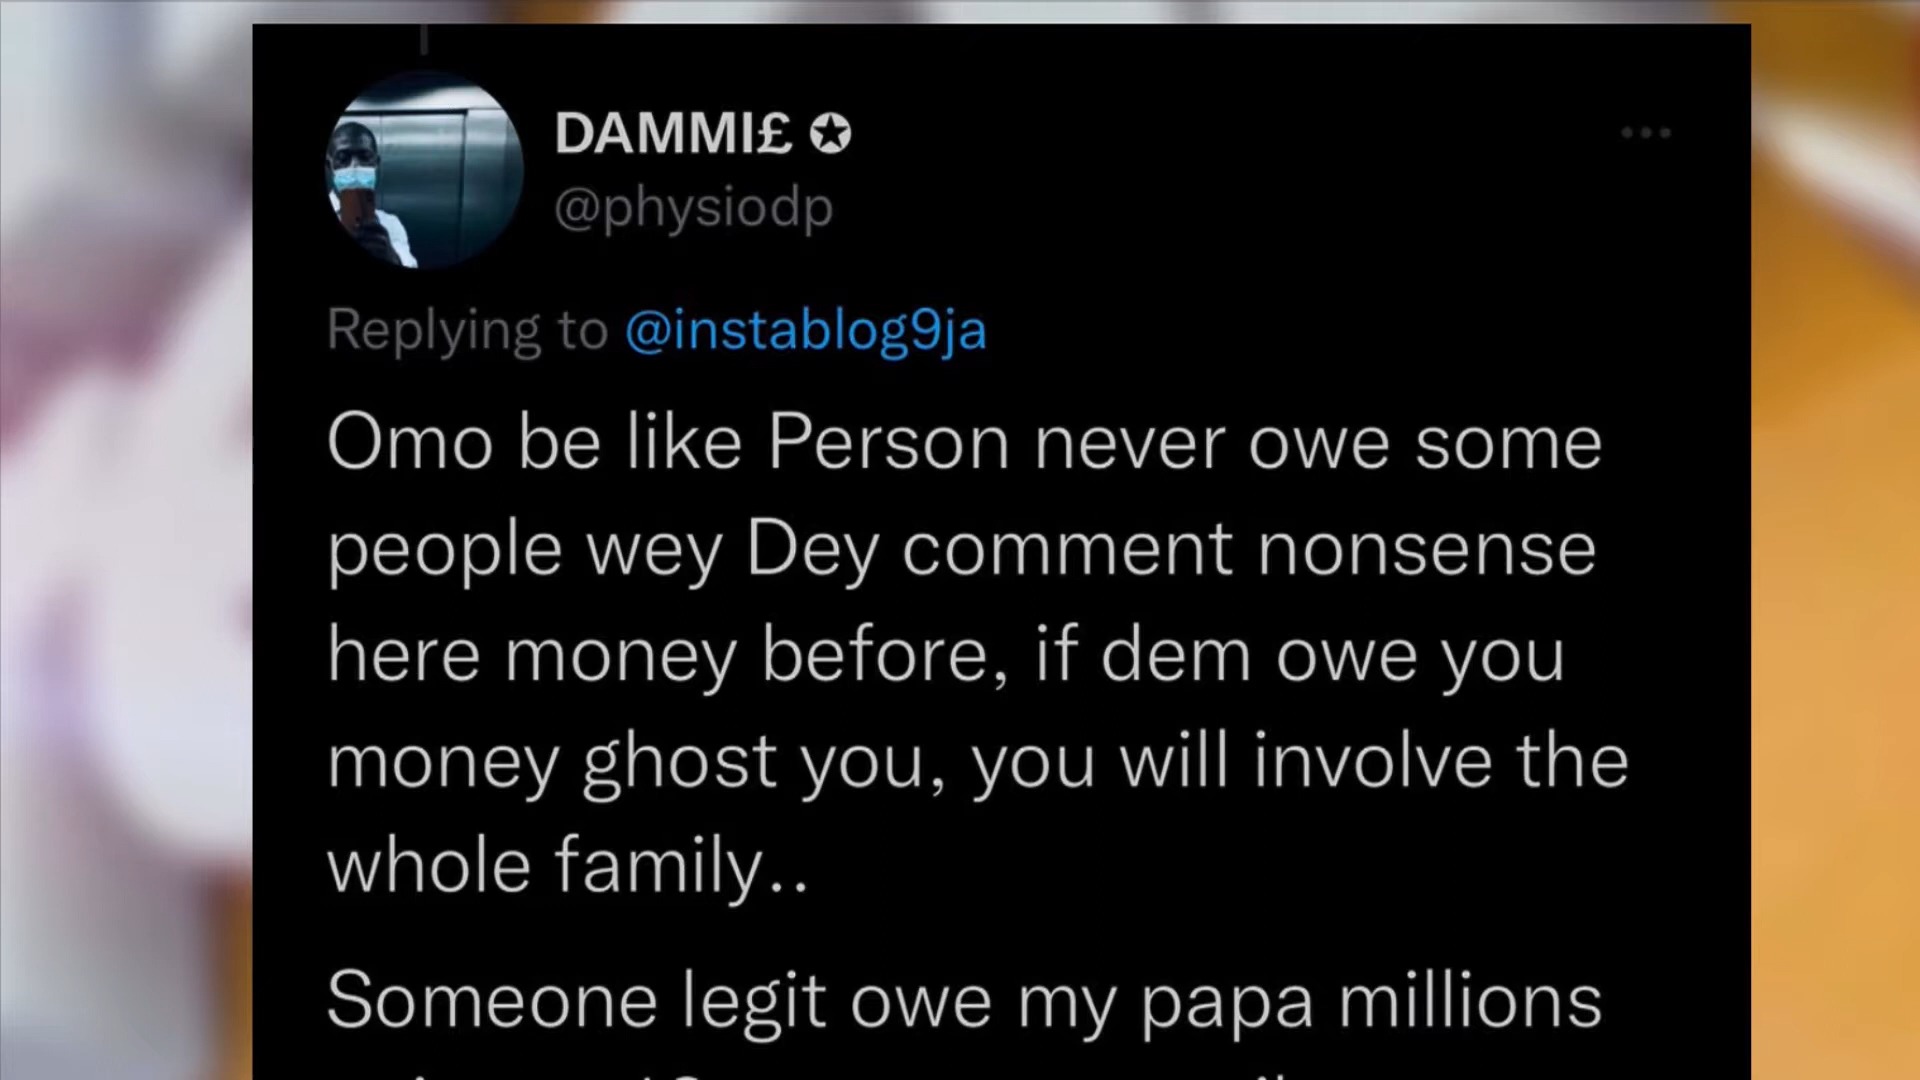 DAMMI£ ✪
@physiodp
Replying to @instablog9ja
Omo be like Person never owe some
people wey Dey comment nonsense
here money before, if dem owe you
money ghost you, you will involve the
whole family..
Someone legit owe my papa millions